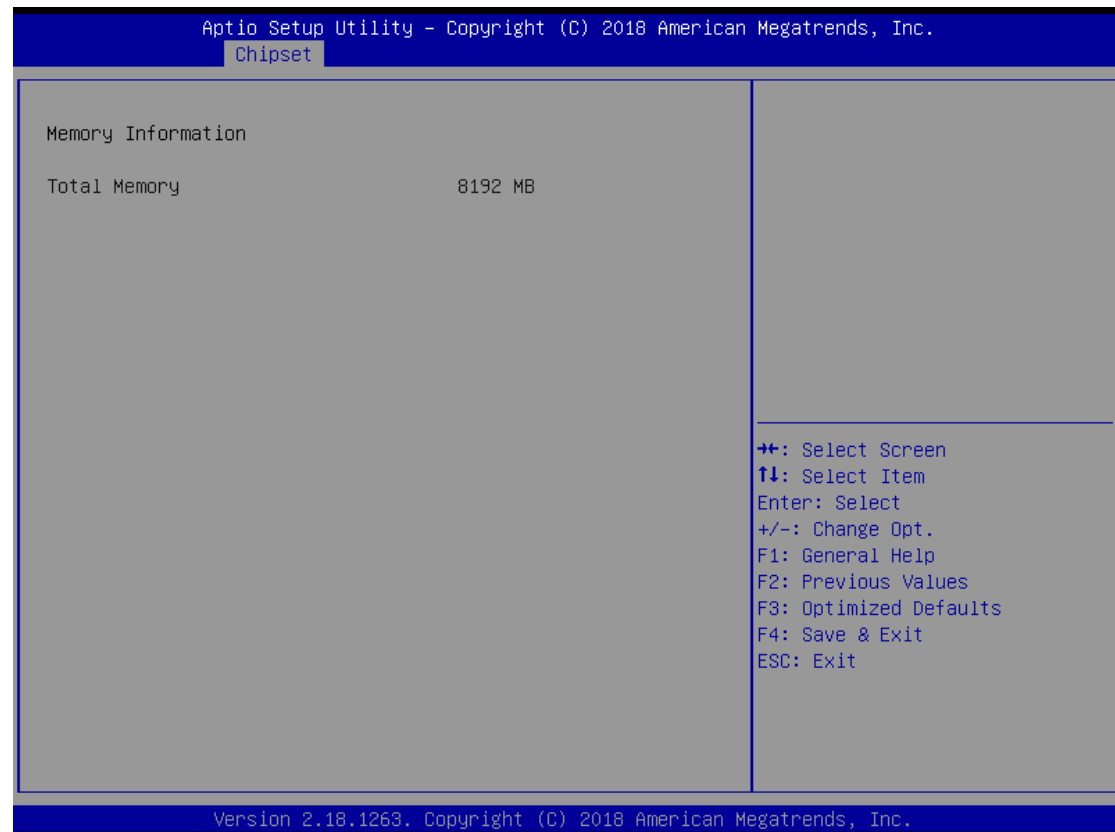 Aptio Setup Utility – Copyright (C) 2018 American Megatrends, Inc.
Chipset
Memory Information
Total Memory 8192 MB
→←: Select Screen
↑↓: Select Item
Enter: Select
+/-: Change Opt.
F1: General Help
F2: Previous Values
F3: Optimized Defaults
F4: Save & Exit
ESC: Exit
Version 2.18.1263. Copyright (C) 2018 American Megatrends, Inc.